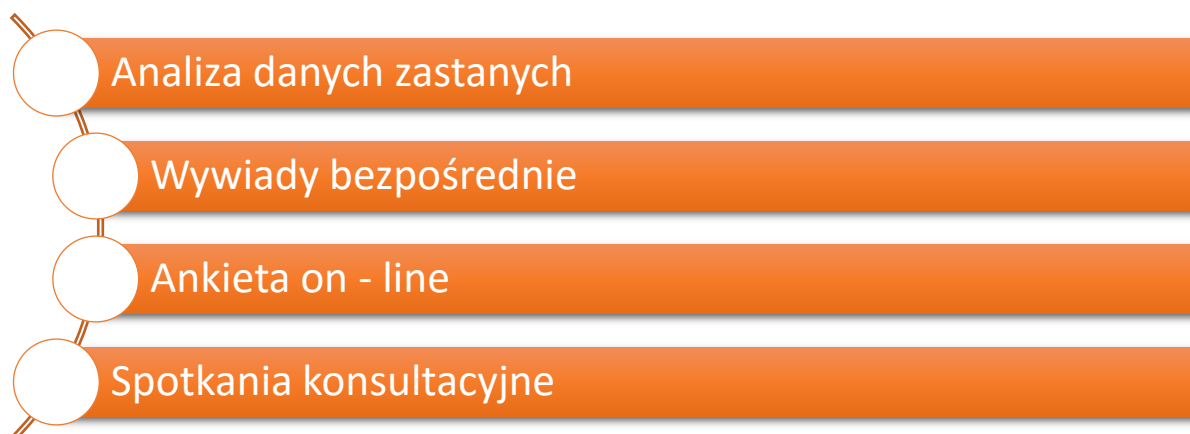 Analiza danych zastanych
Wywiady bezpośrednie
Ankieta on - line
Spotkania konsultacyjne